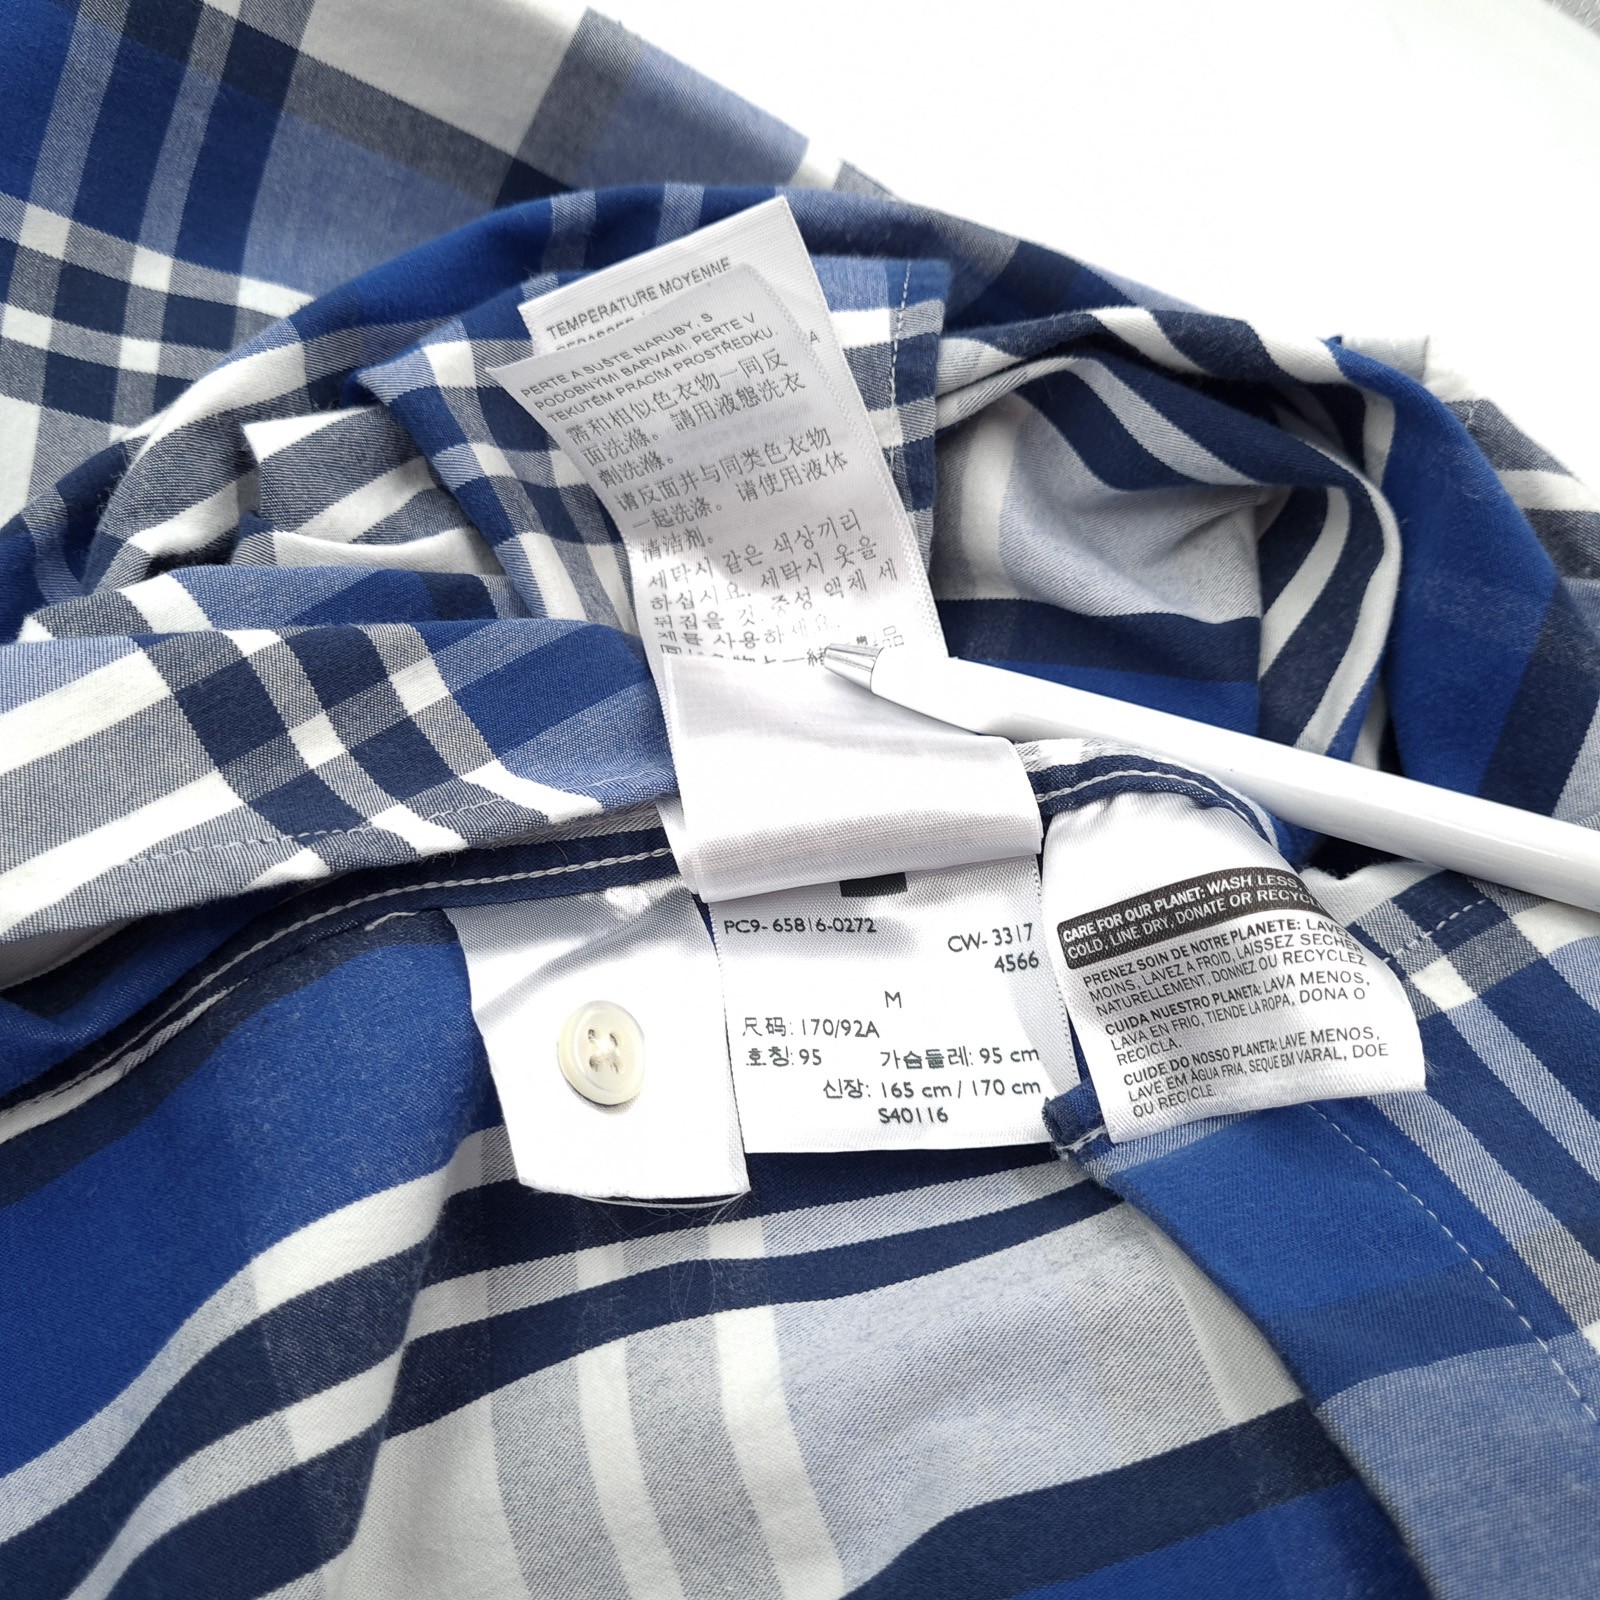 TEMPERATURE MOYENNE
PERTE A SUŠTE NARUBY. S
PODOBNÝMI BARVAMI. PERTE V
TEKUTÉM PRACÍM PROSTŘEDKU.
需和相似色衣物一同反
面洗滌。請用液態洗衣
劑洗滌。
请反面并与同类色衣物
一起洗涤。请使用液体
清洁剂。
세탁시 같은 색상끼리
하십시요. 세탁시 옷을
뒤집을 것. 중성 액체 세
제를 사용하세요.
PC9-65816-0272
CW-3317
4566
M
尺码: 170/92A
호칭: 95 가슴둘레: 95 cm
신장: 165 cm / 170 cm
S40116
CARE FOR OUR PLANET: WASH LESS,
COLD, LINE DRY, DONATE OR
PRENEZ SOIN DE NOTRE PLANETE:
MOINS, LAVEZ A FROID, LAISSEZ
NATURELLEMENT, DONNEZ OU RECYCLEZ
CUIDA NUESTRO PLANETA: LAVA MENOS,
LAVA EN FRIO, TIENDE LA ROPA, DONA O
RECICLA.
CUIDE DO NOSSO PLANETA: LAVE MENOS,
LAVE EM ÁGUA FRIA, SEQUE EM VARAL, DOE
OU RECICLE.